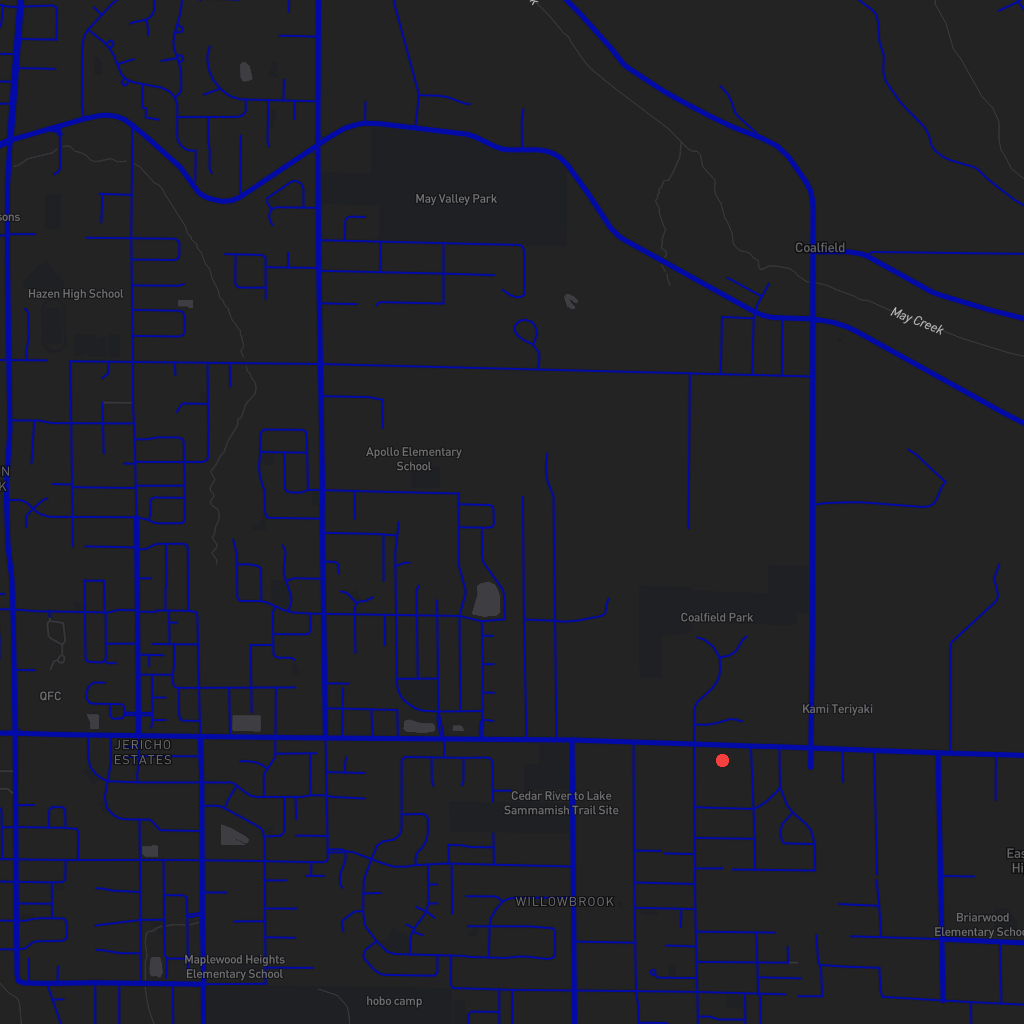 May Valley Park
Coalfield
Hazen High School
May Creek
Apollo Elementary
School
Coalfield Park
QFC
Kami Teriyaki
JERICHO
ESTATES
Cedar River to Lake
Sammamish Trail Site
WILLOWBROOK
Briarwood
Elementary School
Maplewood Heights
Elementary School
hobo camp